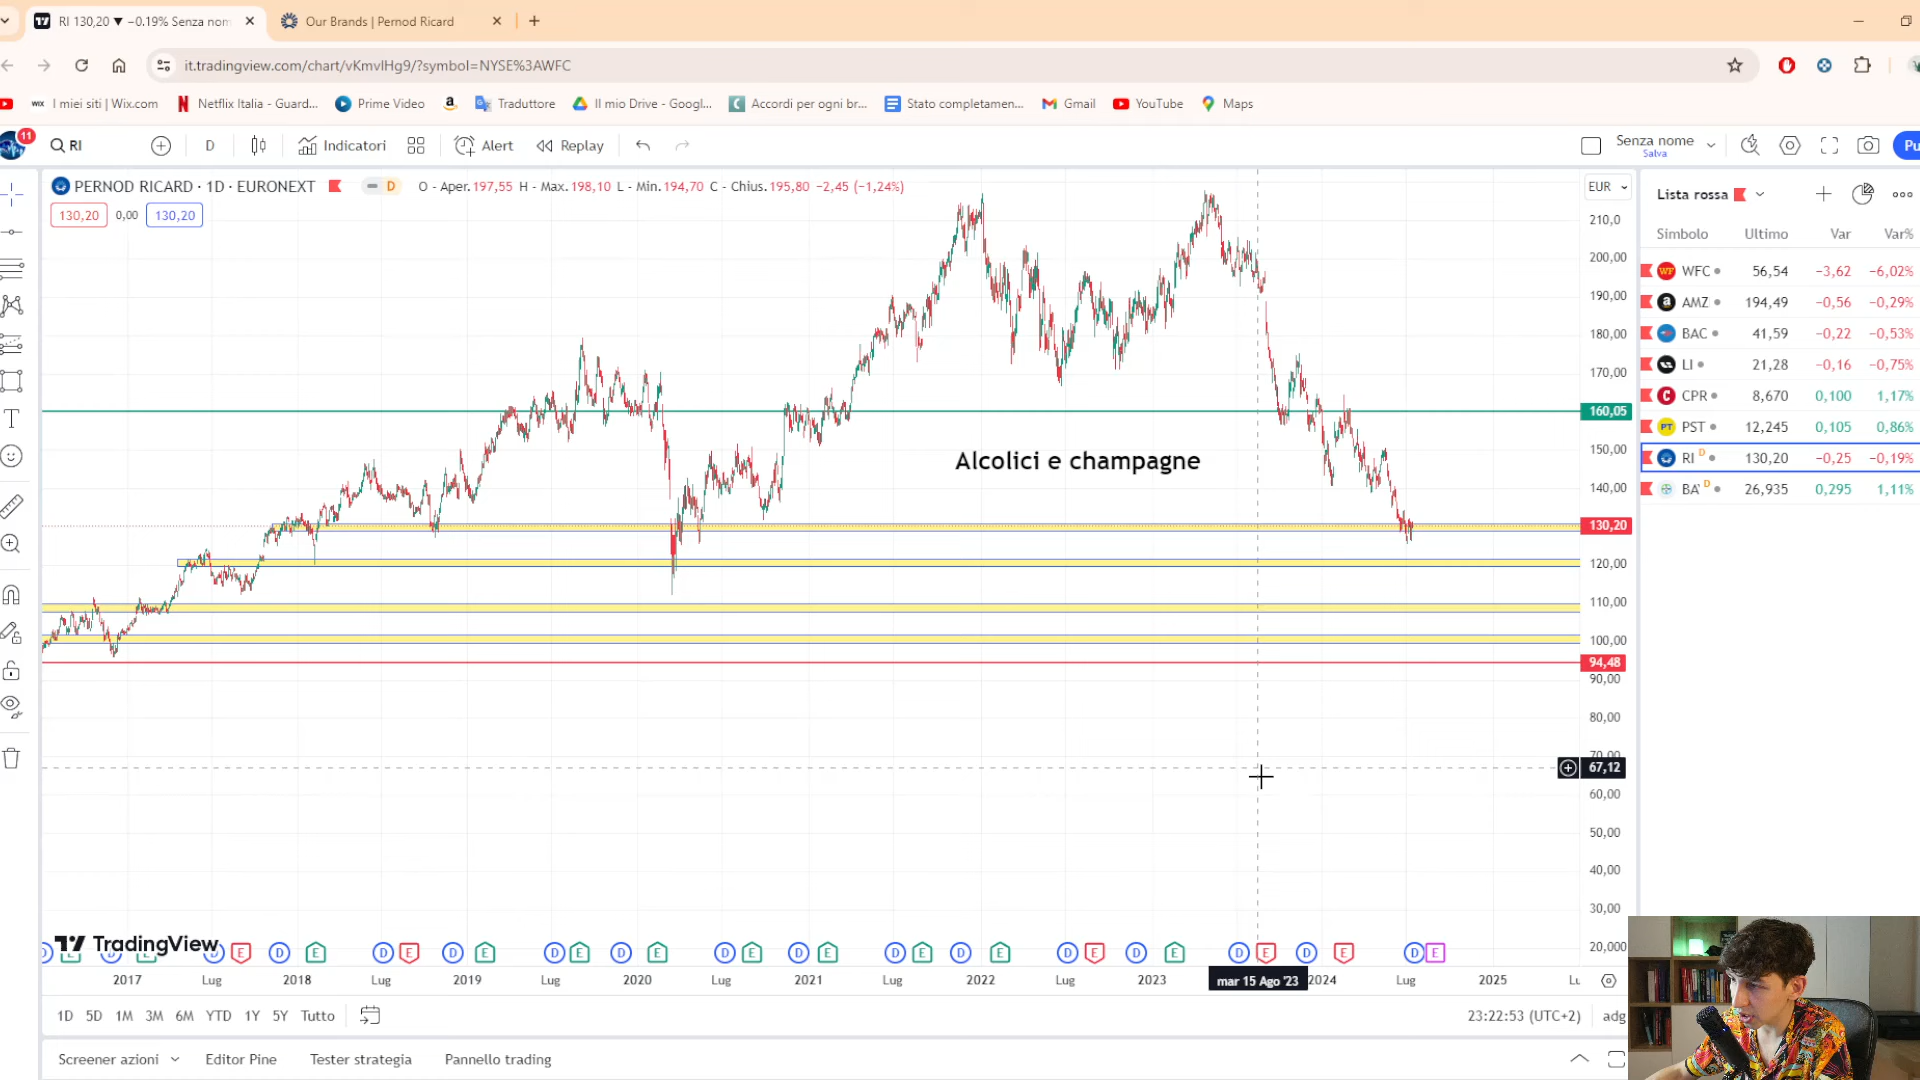 RI 130,20 ▼ −0.19% Senza nom
Our Brands | Pernod Ricard
it.tradingview.com/chart/vKmvIHg9/?symbol=NYSE%3AWFC
I miei siti | Wix.com
Netflix Italia - Guard...
Prime Video
Traduttore
Il mio Drive - Googl...
Accordi per ogni br...
Stato completamen...
Gmail
YouTube
Maps
11
RI
D
Indicatori
Alert
Replay
Senza nome
Salva
Pu
PERNOD RICARD · 1D · EURONEXT
D
O - Aper. 197,55 H - Max. 198,10 L - Min. 194,70 C - Chius. 195,80 −2,45 (−1,24%)
130,20 0,00 130,20
EUR
210,0
200,00
190,00
180,00
170,00
160,05
150,00
140,00
130,20
120,00
110,00
100,00
94,48
90,00
80,00
70,00
67,12
60,00
50,00
40,00
30,00
20,000
Alcolici e champagne
Lista rossa
Simbolo Ultimo Var Var%
WFC 56,54 −3,62 −6,02%
AMZ 194,49 −0,56 −0,29%
BAC 41,59 −0,22 −0,53%
LI 21,28 −0,16 −0,75%
CPR 8,670 0,100 1,17%
PST 12,245 0,105 0,86%
RI D 130,20 −0,25 −0,19%
BA D 26,935 0,295 1,11%
TradingView
D E D E D E D E D E D E D E D E D E D E D E D E D E D E D E D E
2017 Lug 2018 Lug 2019 Lug 2020 Lug 2021 Lug 2022 Lug 2023 mar 15 Ago '23 2024 Lug 2025 Lu
1D 5D 1M 3M 6M YTD 1Y 5Y Tutto
23:22:53 (UTC+2) adg
Screener azioni
Editor Pine
Tester strategia
Pannello trading